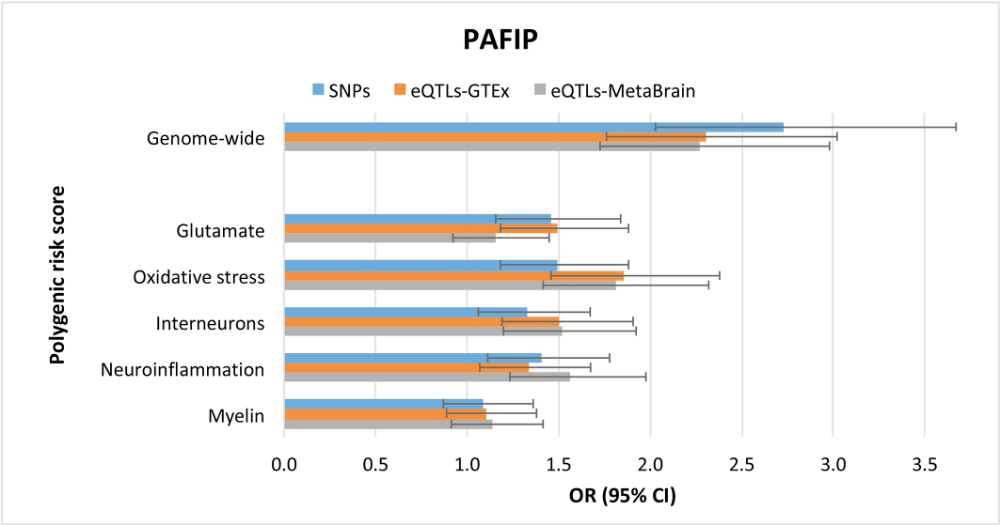 PAFIP
SNPs eQTLs-GTEx eQTLs-MetaBrain
Polygenic risk score
Genome-wide
Glutamate
Oxidative stress
Interneurons
Neuroinflammation
Myelin
0.0 0.5 1.0 1.5 2.0 2.5 3.0 3.5
OR (95% CI)